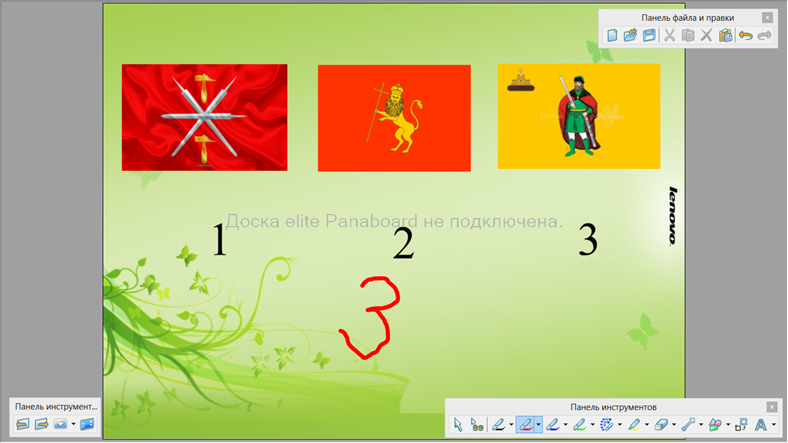 Панель файла и правки
Доска elite Panaboard не подключена.
lenovo
1
2
3
3
Панель инструмент...
Панель инструментов